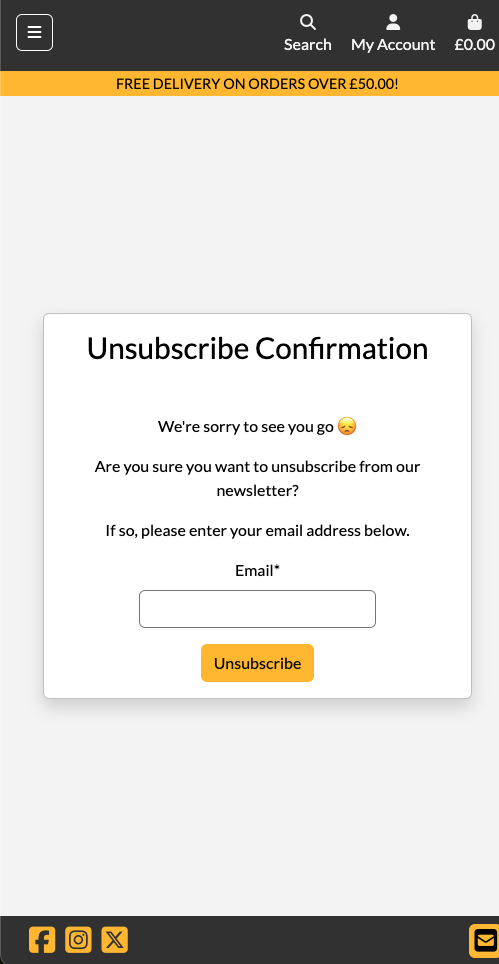 Search My Account £0.00
FREE DELIVERY ON ORDERS OVER £50.00!
Unsubscribe Confirmation
We're sorry to see you go 😞
Are you sure you want to unsubscribe from our
newsletter?
If so, please enter your email address below.
Email*
Unsubscribe